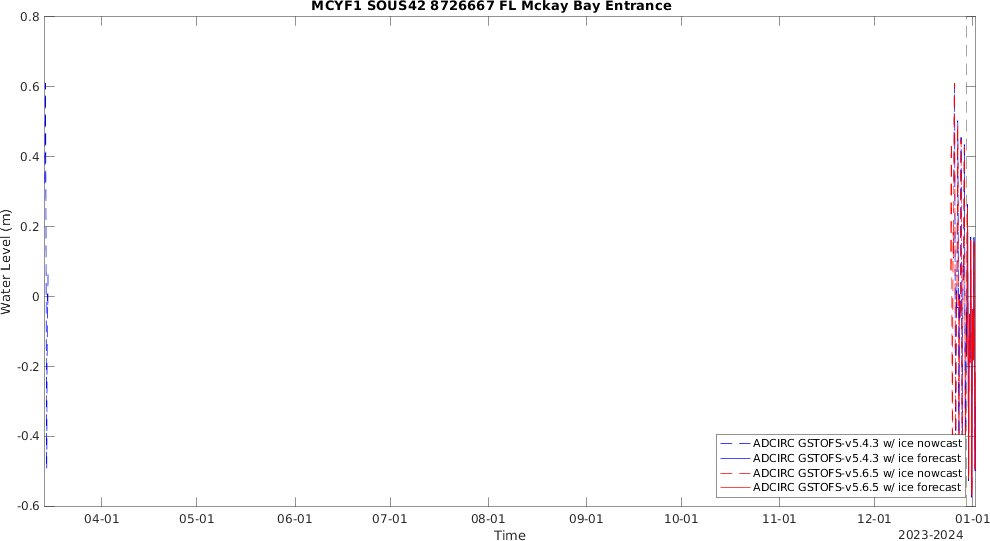 MCYF1 SOUS42 8726667 FL Mckay Bay Entrance
0.8
0.6
0.4
0.2
0
-0.2
-0.4
-0.6
Water Level (m)
ADCIRC GSTOFS-v5.4.3 w/ ice nowcast
ADCIRC GSTOFS-v5.4.3 w/ ice forecast
ADCIRC GSTOFS-v5.6.5 w/ ice nowcast
ADCIRC GSTOFS-v5.6.5 w/ ice forecast
04-01 05-01 06-01 07-01 08-01 09-01 10-01 11-01 12-01 01-01
Time
2023-2024